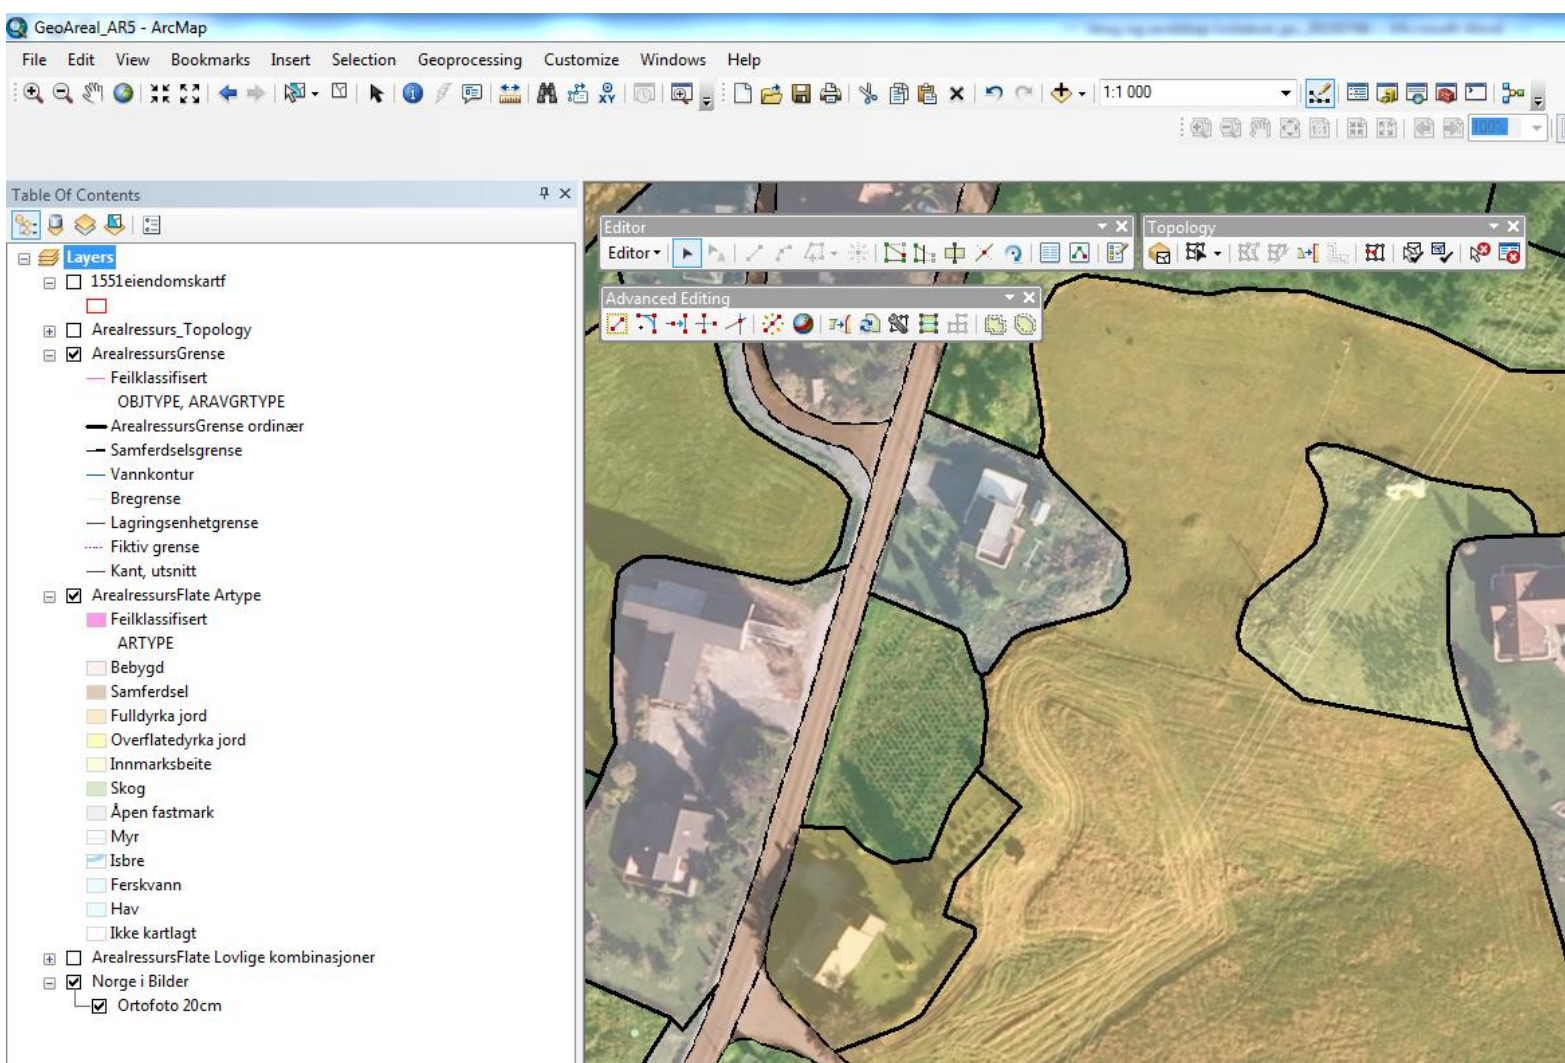 GeoAreal_AR5 - ArcMap
File Edit View Bookmarks Insert Selection Geoprocessing Customize Windows Help
1:1 000
100%
Table Of Contents
Layers
1551eiendomskartf
Arealressurs_Topology
ArealressursGrense
Feilklassifisert
OBJTYPE, ARAVGRTYPE
ArealressursGrense ordinær
Samferdselsgrense
Vannkontur
Bregrense
Lagringsenhetgrense
Fiktiv grense
Kant, utsnitt
ArealressursFlate Artype
Feilklassifisert
ARTYPE
Bebygd
Samferdsel
Fulldyrka jord
Overflatedyrka jord
Innmarksbeite
Skog
Åpen fastmark
Myr
Isbre
Ferskvann
Hav
Ikke kartlagt
ArealressursFlate Lovlige kombinasjoner
Norge i Bilder
Ortofoto 20cm
Editor
Editor
Topology
Advanced Editing